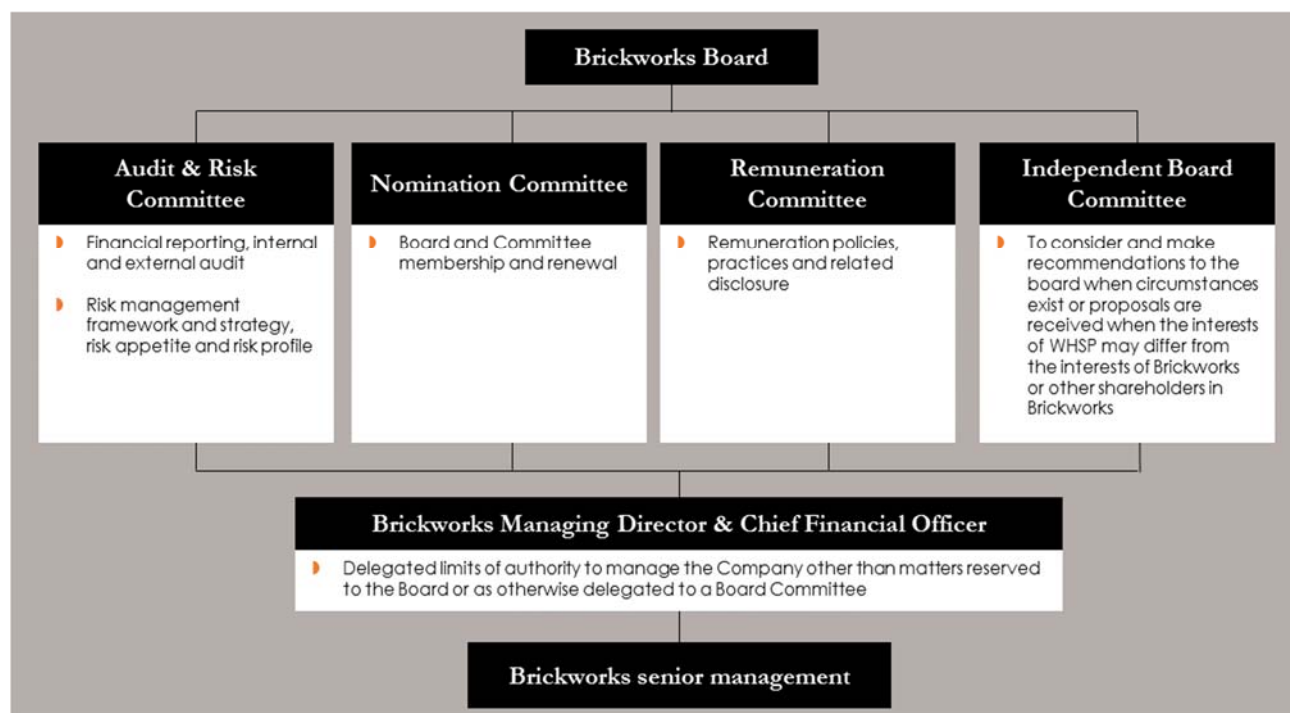 Brickworks Board
Audit & Risk
Committee
Financial reporting, internal
and external audit
Risk management
framework and strategy,
risk appetite and risk profile
Nomination Committee
Board and Committee
membership and renewal
Remuneration
Committee
Remuneration policies,
practices and related
disclosure
Independent Board
Committee
To consider and make
recommendations to the
board when circumstances
exist or proposals are
received when the interests
of WHSP may differ from
the interests of Brickworks
or other shareholders in
Brickworks
Brickworks Managing Director & Chief Financial Officer
Delegated limits of authority to manage the Company other than matters reserved
to the Board or as otherwise delegated to a Board Committee
Brickworks senior management